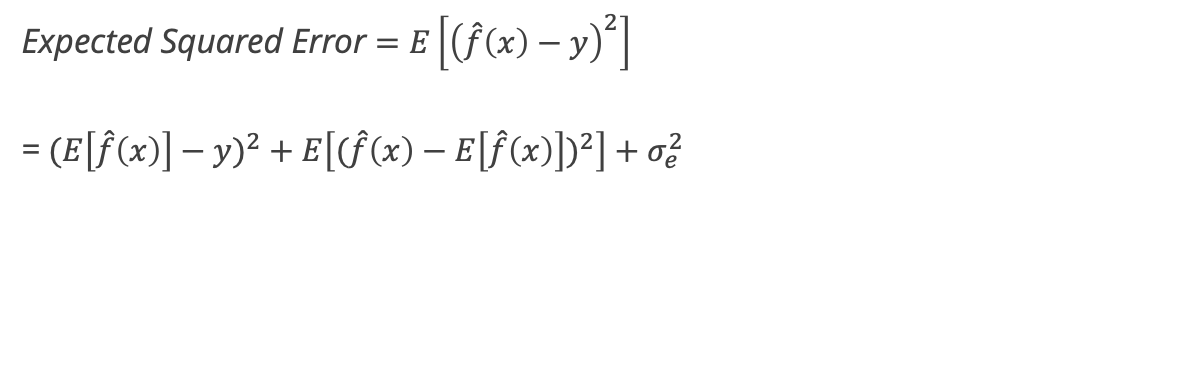 Expected Squared Error = E[(f̂(x) − y)²]
= (E[f̂(x)] − y)² + E[(f̂(x) − E[f̂(x)])²] + σₑ²